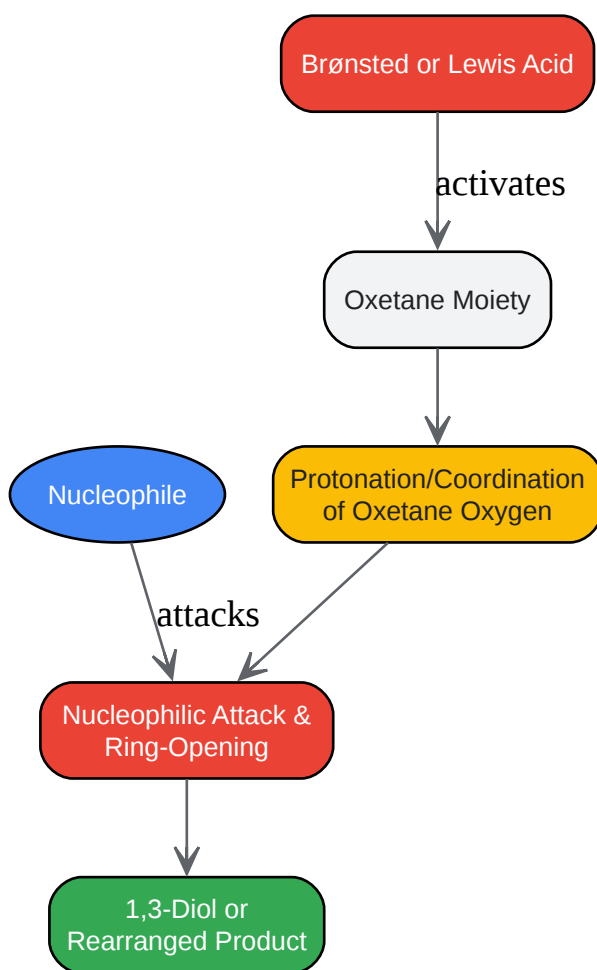 Brønsted or Lewis Acid
activates
Oxetane Moiety
Protonation/Coordination
of Oxetane Oxygen
Nucleophile
attacks
Nucleophilic Attack &
Ring-Opening
1,3-Diol or
Rearranged Product